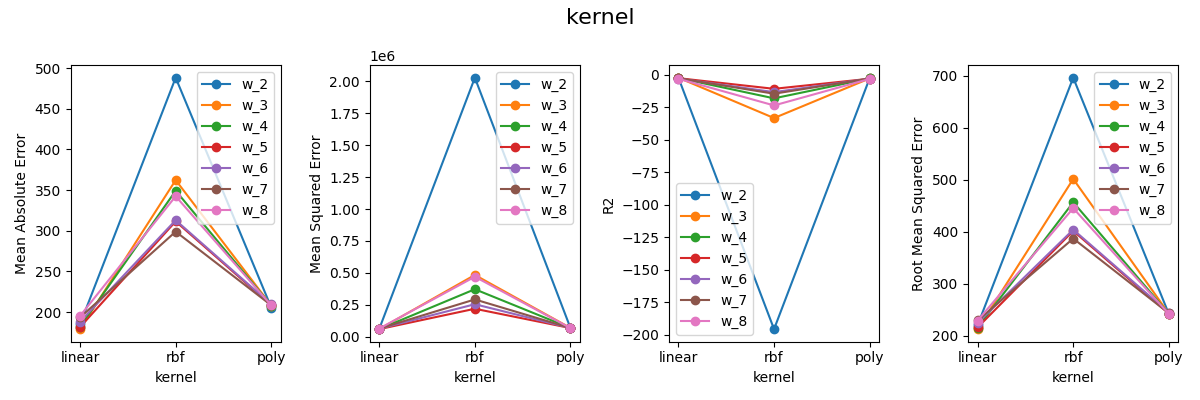 kernel
Mean Absolute Error
500
450
400
350
300
250
200
linear
rbf
poly
kernel
w_2
w_3
w_4
w_5
w_6
w_7
w_8
1e6
Mean Squared Error
2.00
1.75
1.50
1.25
1.00
0.75
0.50
0.25
0.00
linear
rbf
poly
kernel
w_2
w_3
w_4
w_5
w_6
w_7
w_8
R2
0
−25
−50
−75
−100
−125
−150
−175
−200
linear
rbf
poly
kernel
w_2
w_3
w_4
w_5
w_6
w_7
w_8
Root Mean Squared Error
700
600
500
400
300
200
linear
rbf
poly
kernel
w_2
w_3
w_4
w_5
w_6
w_7
w_8